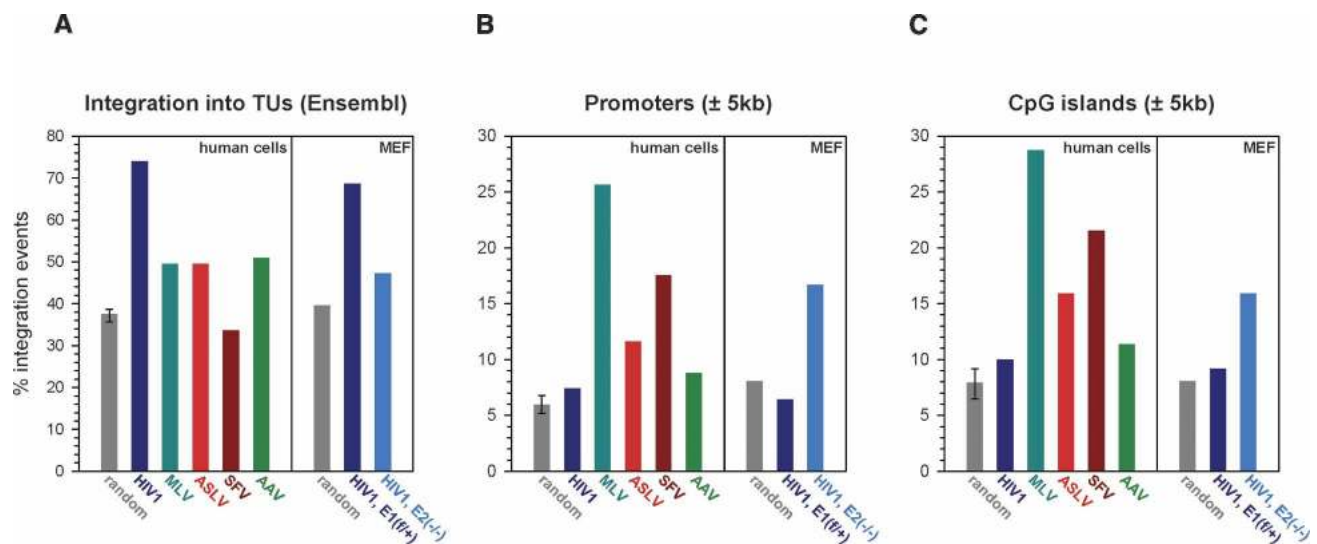 A
B
C
Integration into TUs (Ensembl)
Promoters (± 5kb)
CpG islands (± 5kb)
% integration events
80
70
60
50
40
30
20
10
0
human cells
MEF
random
HIV1
MLV
ASLV
SFV
AAV
random
HIV1, E1(f/+)
HIV1, E2(-/-)
30
25
20
15
10
5
0
human cells
MEF
random
HIV1
MLV
ASLV
SFV
AAV
random
HIV1, E1(f/+)
HIV1, E2(-/-)
30
25
20
15
10
5
0
human cells
MEF
random
HIV1
MLV
ASLV
SFV
AAV
random
HIV1, E1(f/+)
HIV1, E2(-/-)